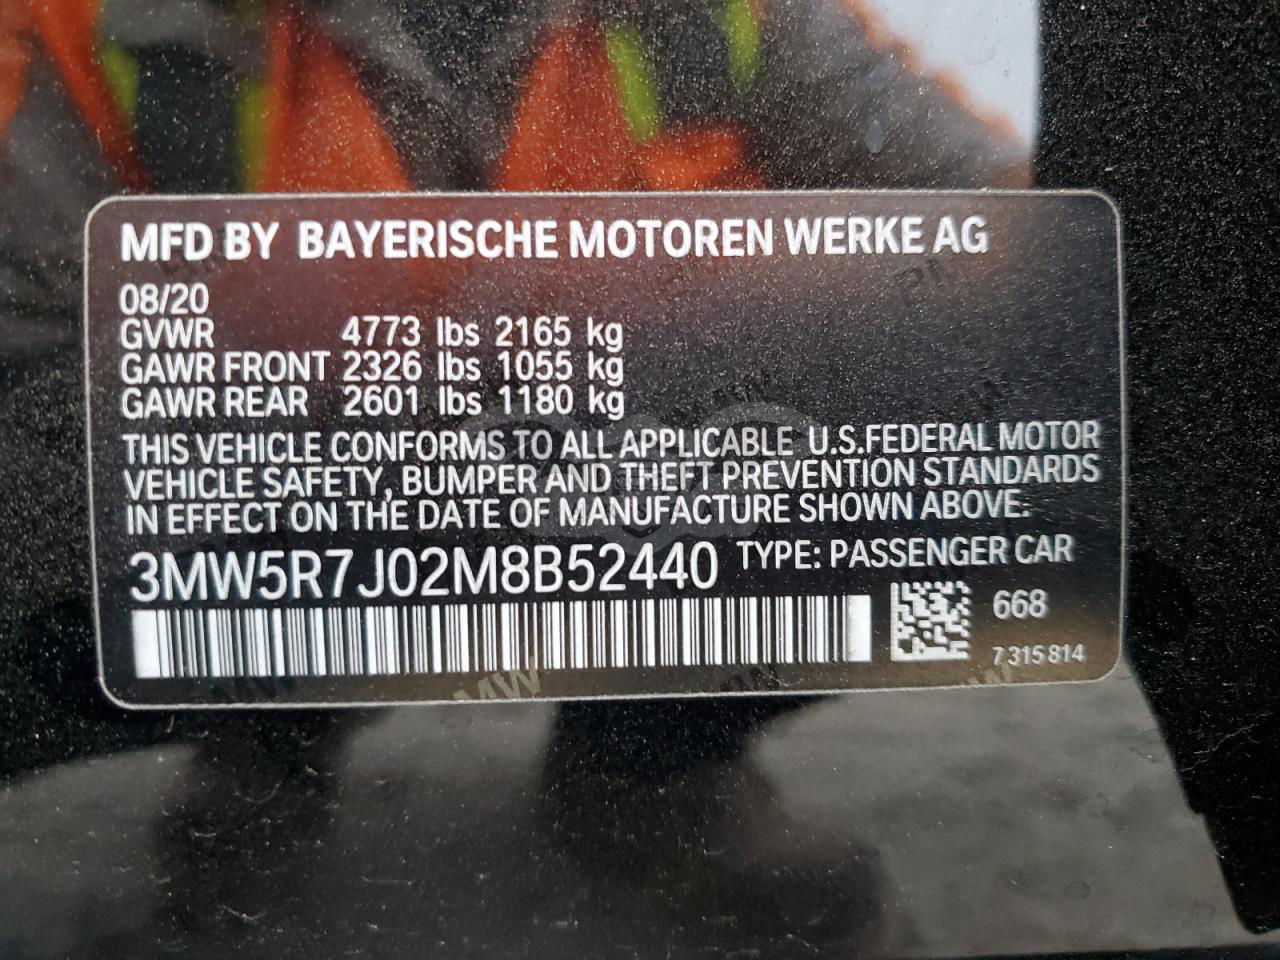 MFD BY BAYERISCHE MOTOREN WERKE AG
08/20
GVWR 4773 lbs 2165 kg
GAWR FRONT 2326 lbs 1055 kg
GAWR REAR 2601 lbs 1180 kg
THIS VEHICLE CONFORMS TO ALL APPLICABLE U.S.FEDERAL MOTOR
VEHICLE SAFETY, BUMPER AND THEFT PREVENTION STANDARDS
IN EFFECT ON THE DATE OF MANUFACTURE SHOWN ABOVE:
3MW5R7J02M8B52440 TYPE: PASSENGER CAR
668
7 315 814